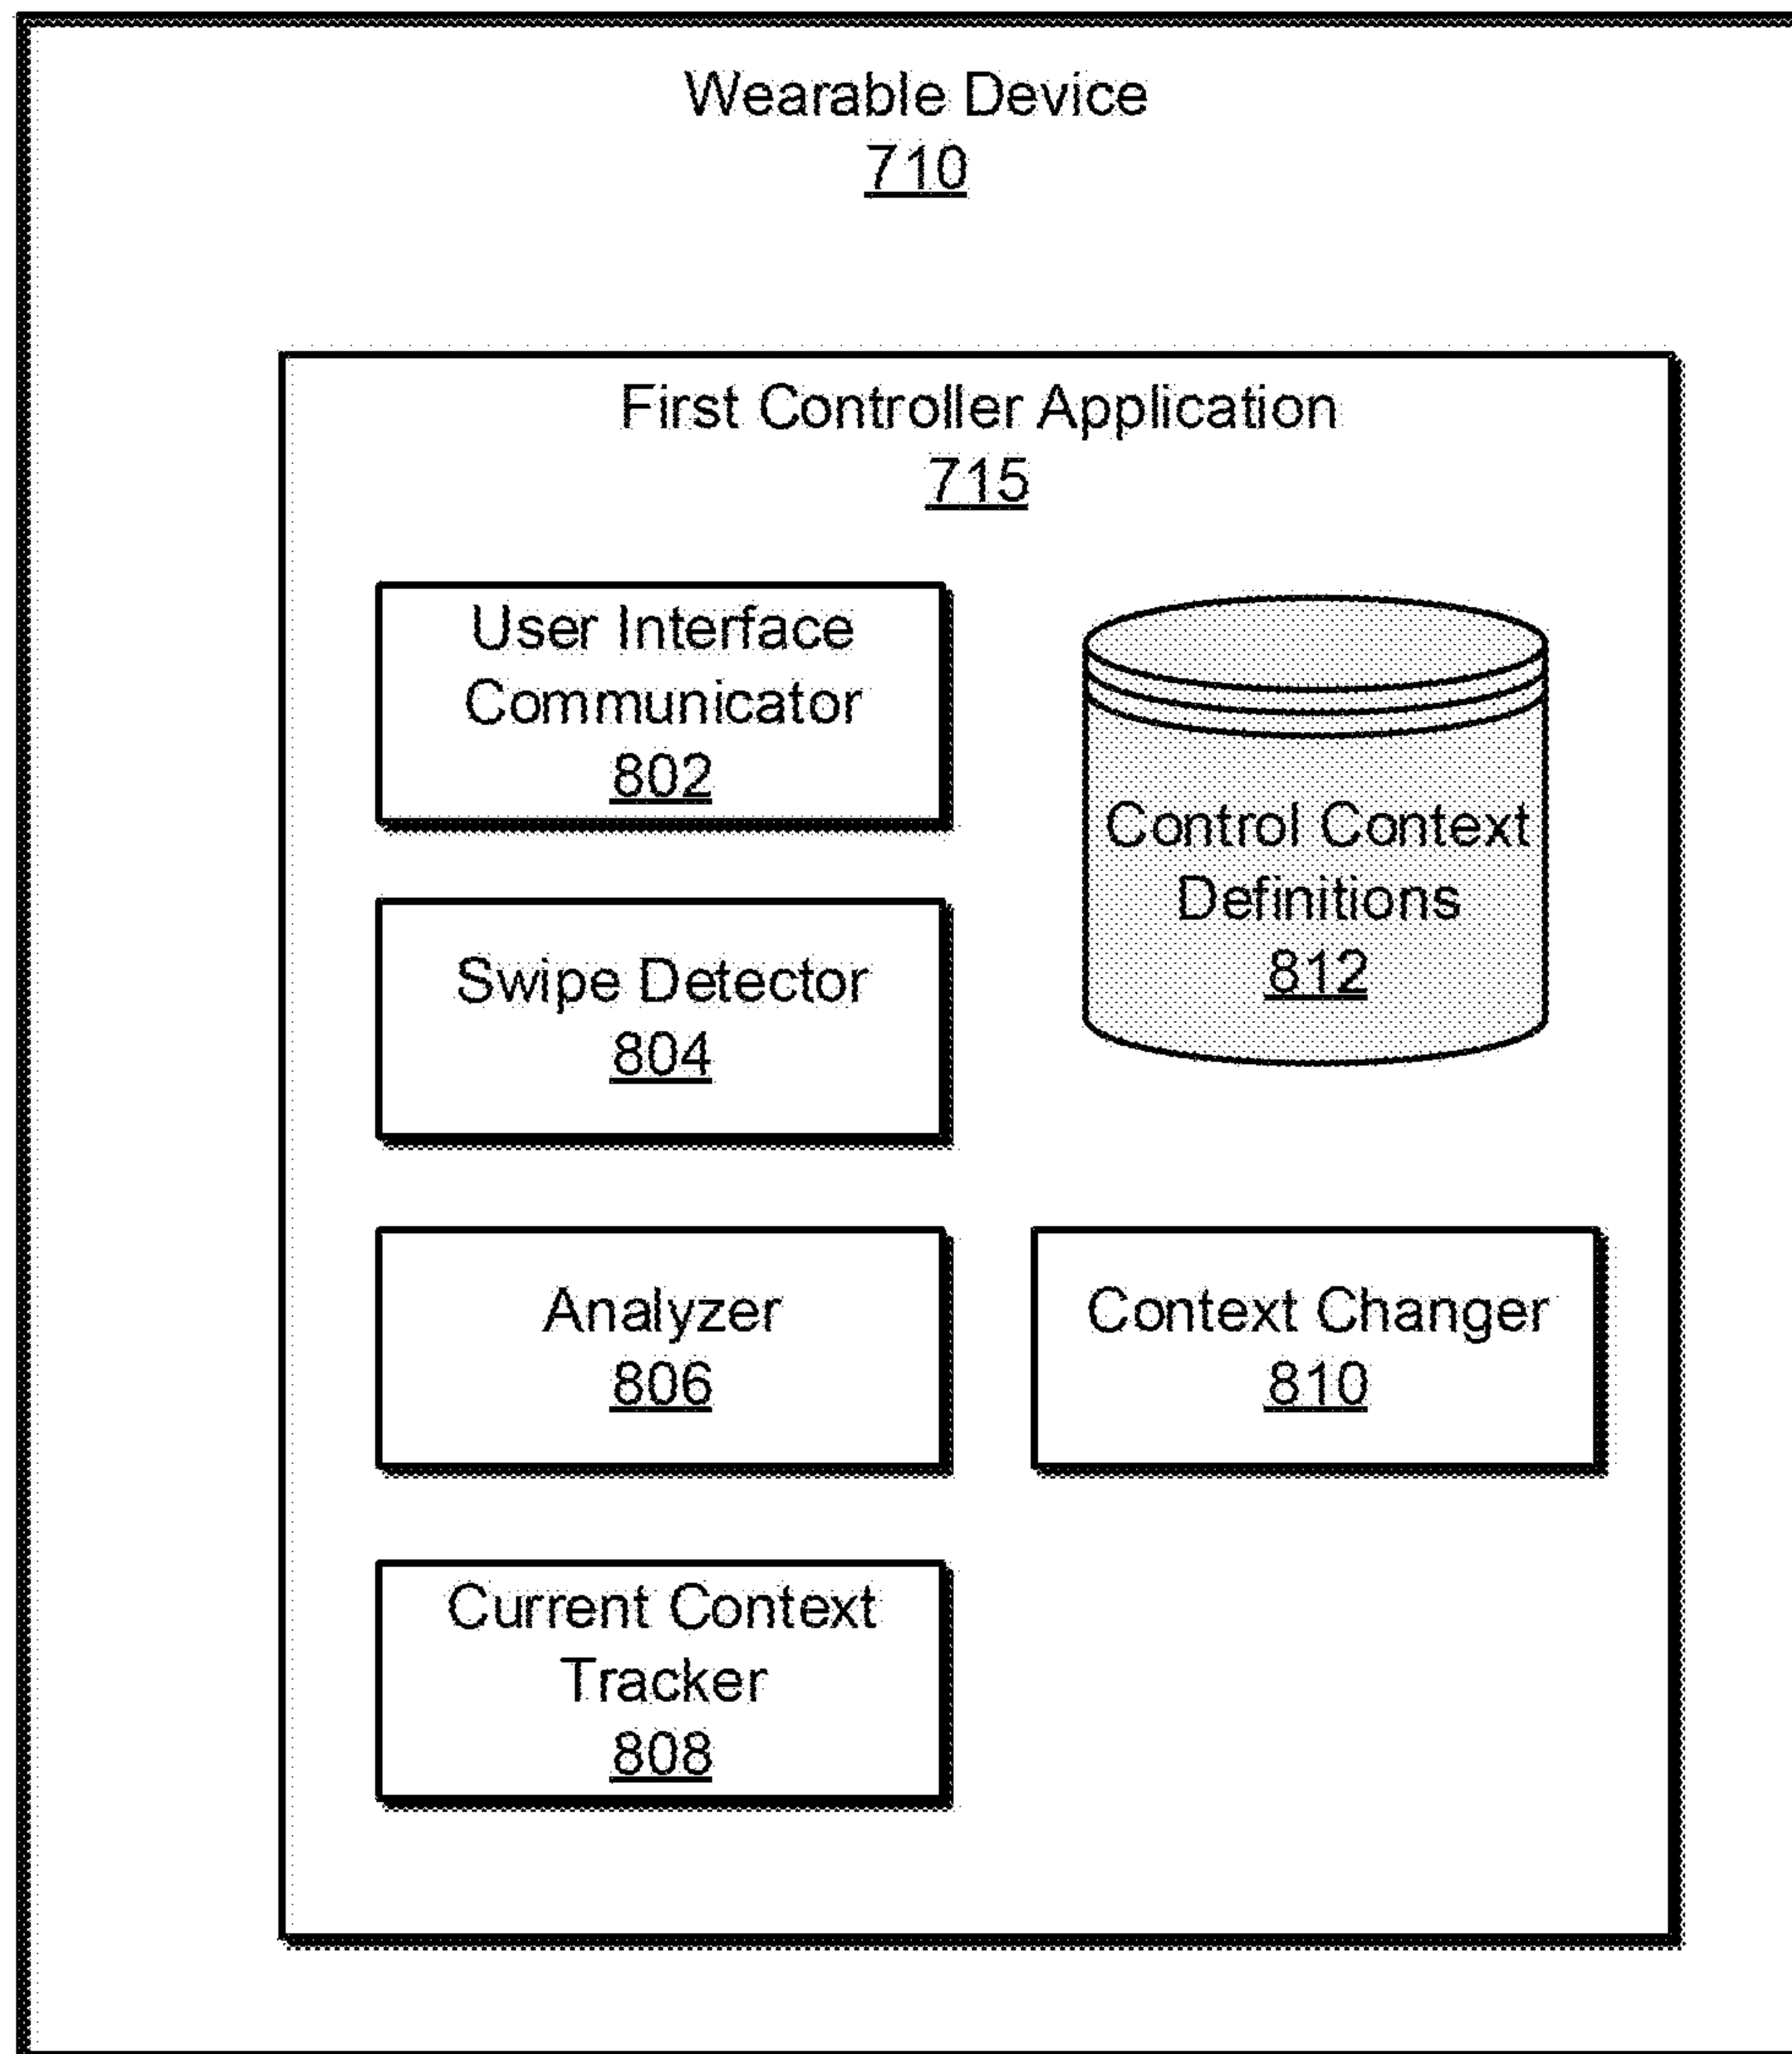 Wearable Device
710
First Controller Application
715
User Interface
Communicator
802
Control Context
Definitions
812
Swipe Detector
804
Analyzer
806
Context Changer
810
Current Context
Tracker
808